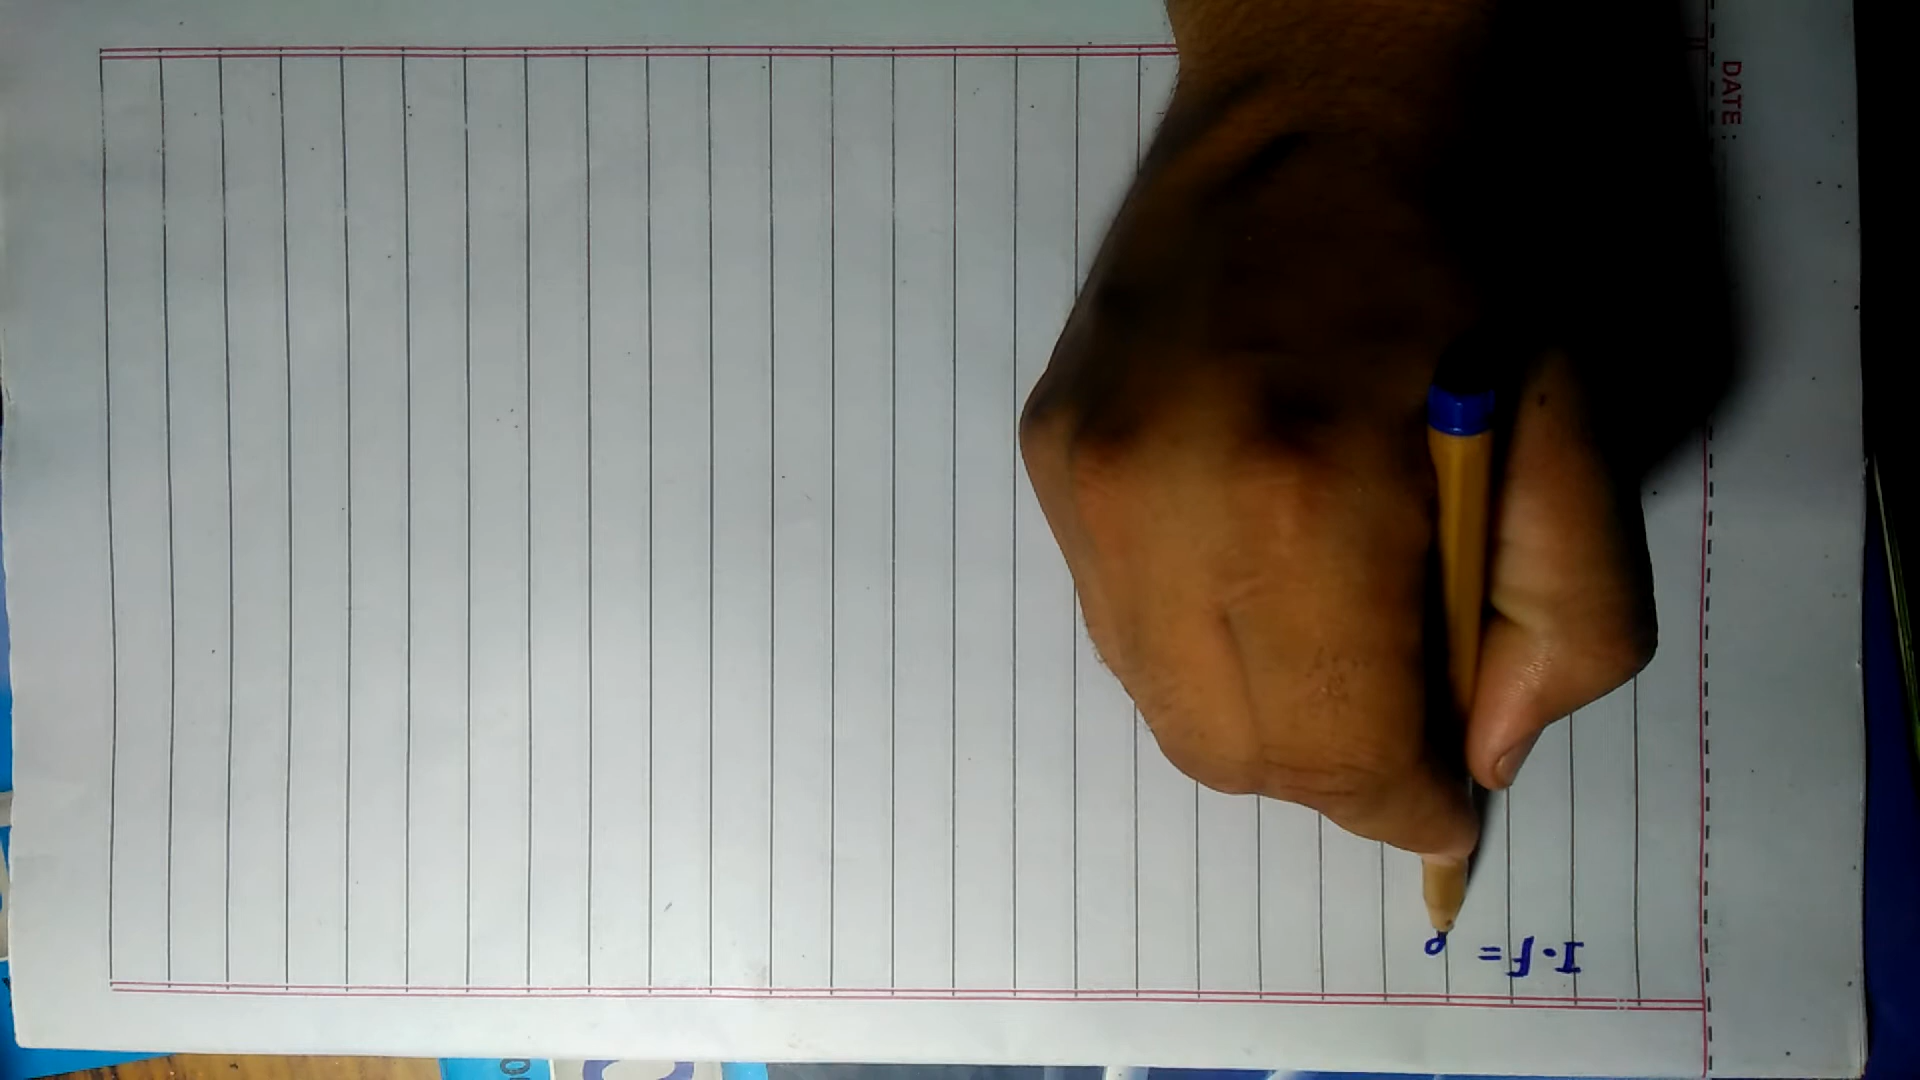 DATE :
I.f = e